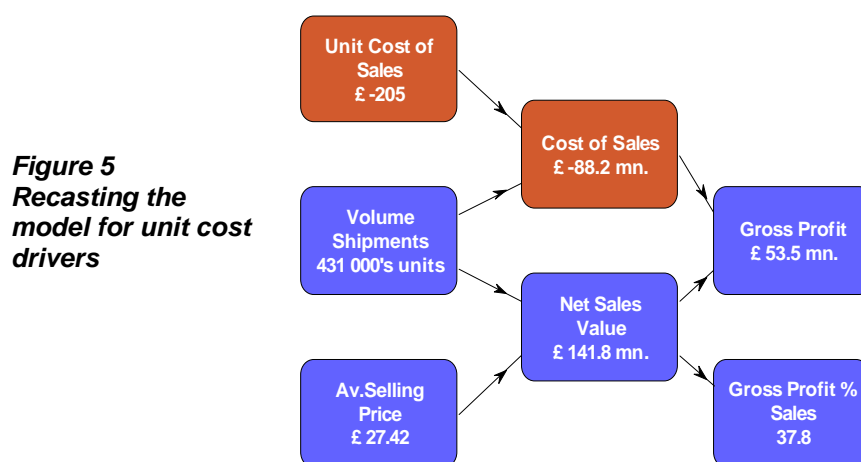 Figure 5
Recasting the
model for unit cost
drivers
Unit Cost of
Sales
£ -205
Cost of Sales
£ -88.2 mn.
Volume
Shipments
431 000's units
Gross Profit
£ 53.5 mn.
Net Sales
Value
£ 141.8 mn.
Av.Selling
Price
£ 27.42
Gross Profit %
Sales
37.8